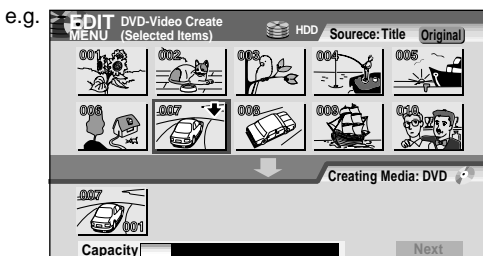 e.g.
EDIT MENU DVD-Video Create (Selected Items) HDD Sourece: Title Original
001 002 003 004 005
006 007 008 009 010
Creating Media: DVD
007
001
Capacity Next